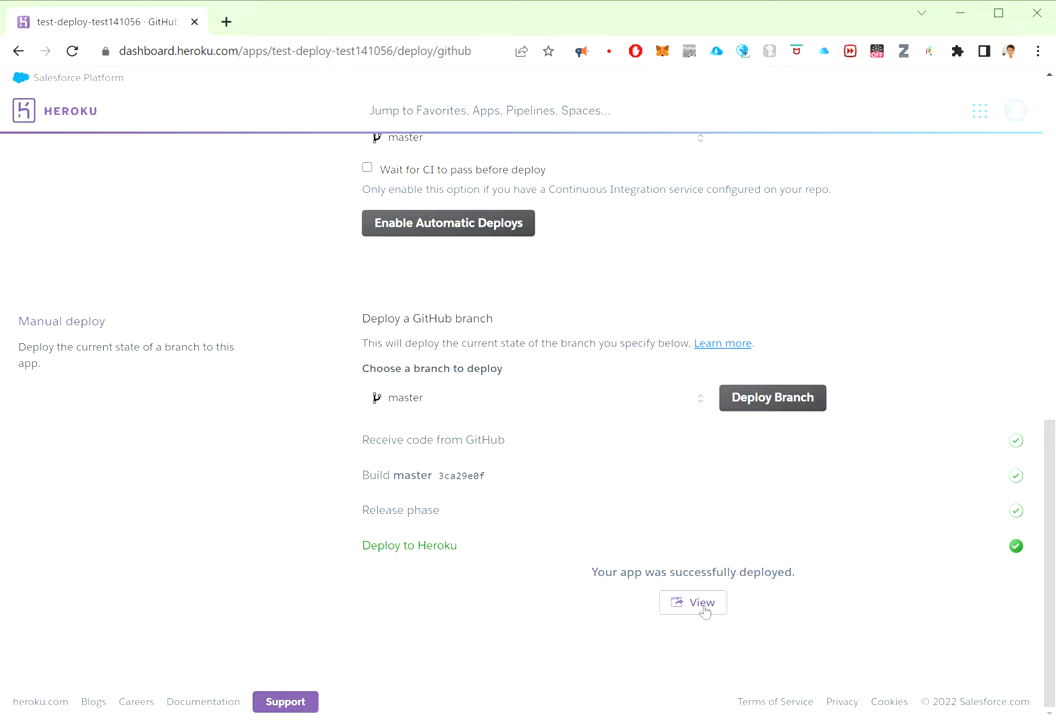 test-deploy-test141056 · GitHub
dashboard.heroku.com/apps/test-deploy-test141056/deploy/github
Salesforce Platform
HEROKU
Jump to Favorites, Apps, Pipelines, Spaces...
master
Wait for CI to pass before deploy
Only enable this option if you have a Continuous Integration service configured on your repo.
Enable Automatic Deploys
Manual deploy
Deploy the current state of a branch to this
app.
Deploy a GitHub branch
This will deploy the current state of the branch you specify below. Learn more.
Choose a branch to deploy
master
Deploy Branch
Receive code from GitHub
Build master 3ca29e0f
Release phase
Deploy to Heroku
Your app was successfully deployed.
View
heroku.com Blogs Careers Documentation Support
Terms of Service Privacy Cookies © 2022 Salesforce.com